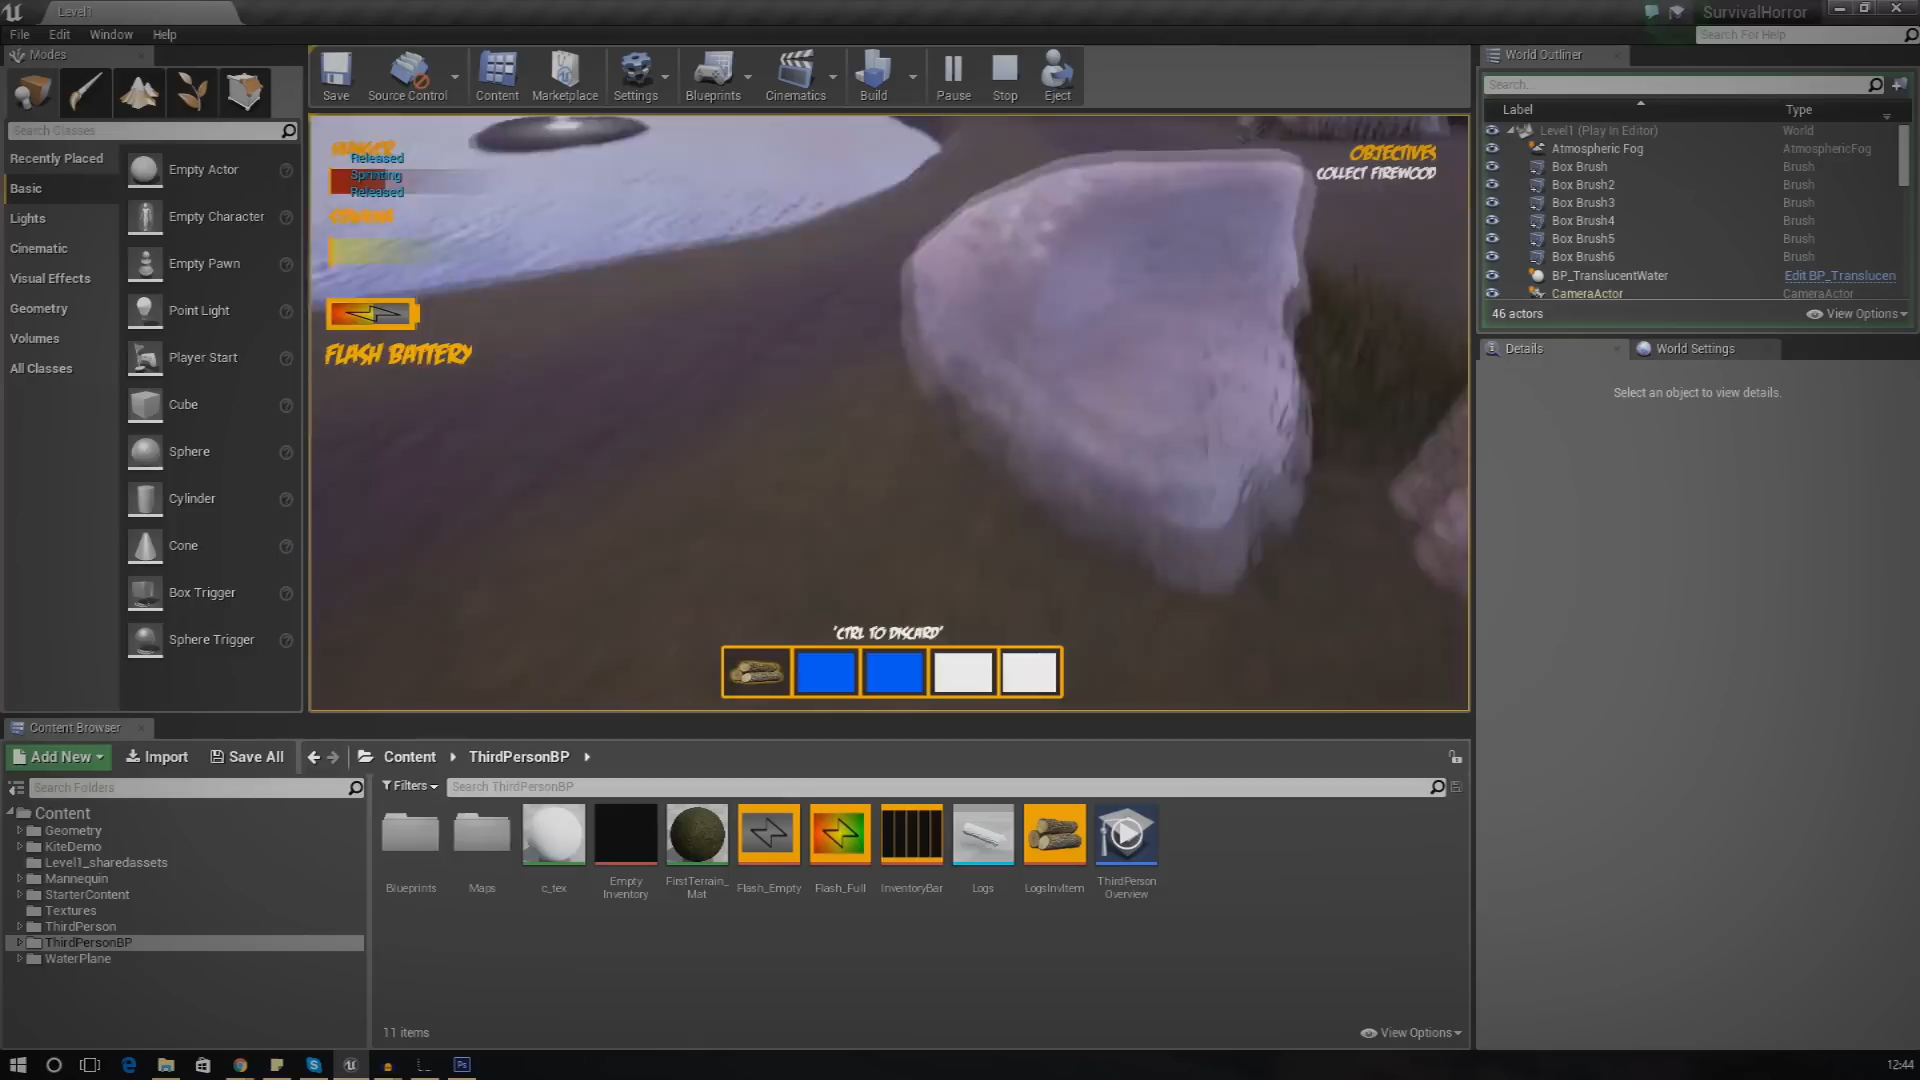 Level1
SurvivalHorror
File Edit Window Help
Search For Help
Modes
Save
Source Control
Content
Marketplace
Settings
Blueprints
Cinematics
Build
Pause
Stop
Eject
Search Classes
Recently Placed
Basic
Lights
Cinematic
Visual Effects
Geometry
Volumes
All Classes
Empty Actor
Empty Character
Empty Pawn
Point Light
Player Start
Cube
Sphere
Cylinder
Cone
Box Trigger
Sphere Trigger
HUNGER
Released
Sprinting
Released
FLASH BATTERY
OBJECTIVES
COLLECT FIREWOOD
'CTRL TO DISCARD'
World Outliner
Search...
Label Type
Level1 (Play In Editor) World
Atmospheric Fog AtmosphericFog
Box Brush Brush
Box Brush2 Brush
Box Brush3 Brush
Box Brush4 Brush
Box Brush5 Brush
Box Brush6 Brush
BP_TranslucentWater Edit BP_Translucen
CameraActor CameraActor
46 actors View Options
Details World Settings
Select an object to view details.
Content Browser
Add New Import Save All Content ThirdPersonBP
Search Folders
Filters Search ThirdPersonBP
Content
Geometry
KiteDemo
Level1_sharedassets
Mannequin
StarterContent
Textures
ThirdPerson
ThirdPersonBP
WaterPlane
Blueprints
Maps
c_tex
Empty
Inventory
FirstTerrain_
Mat
Flash_Empty
Flash_Full
InventoryBar
Logs
LogsInvItem
ThirdPerson
Overview
11 items View Options
Ps
12:44